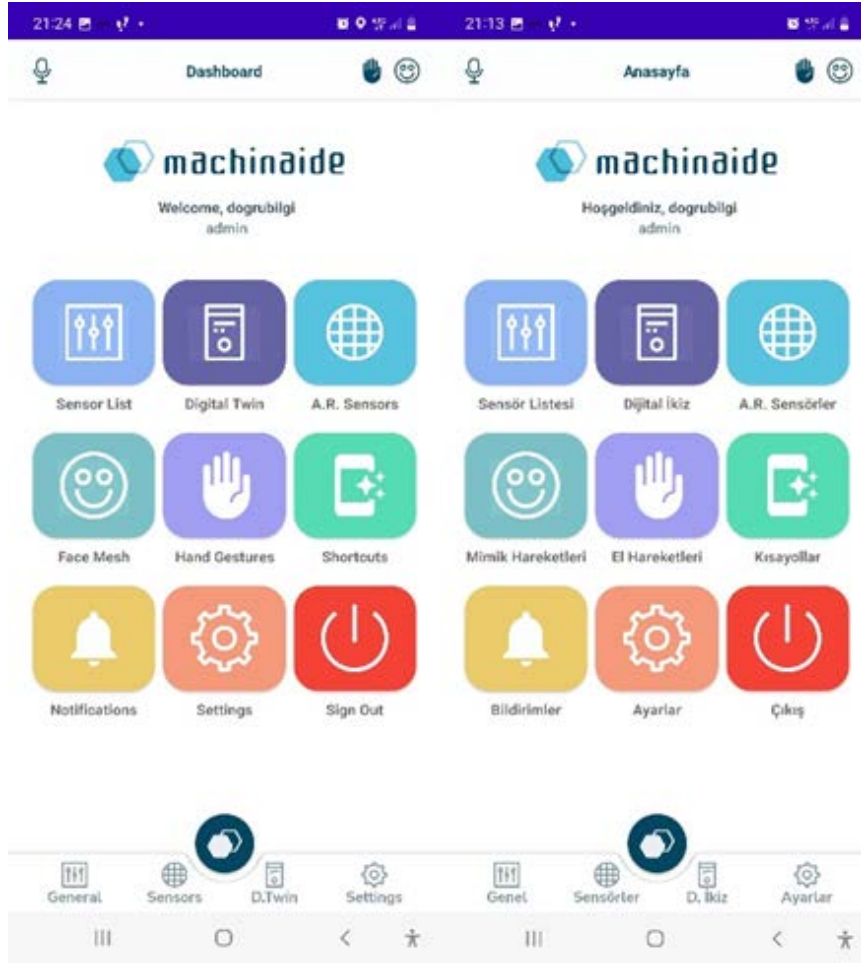 21:24
Dashboard
machinaide
Welcome, dogrubilgi
admin
Sensor List Digital Twin A.R. Sensors
Face Mesh Hand Gestures Shortcuts
Notifications Settings Sign Out
General Sensors D.Twin Settings
21:13
Anasayfa
machinaide
Hoşgeldiniz, dogrubilgi
admin
Sensör Listesi Dijital İkiz A.R. Sensörler
Mimik Hareketleri El Hareketleri Kısayollar
Bildirimler Ayarlar Çıkış
Genel Sensörler D. İkiz Ayarlar